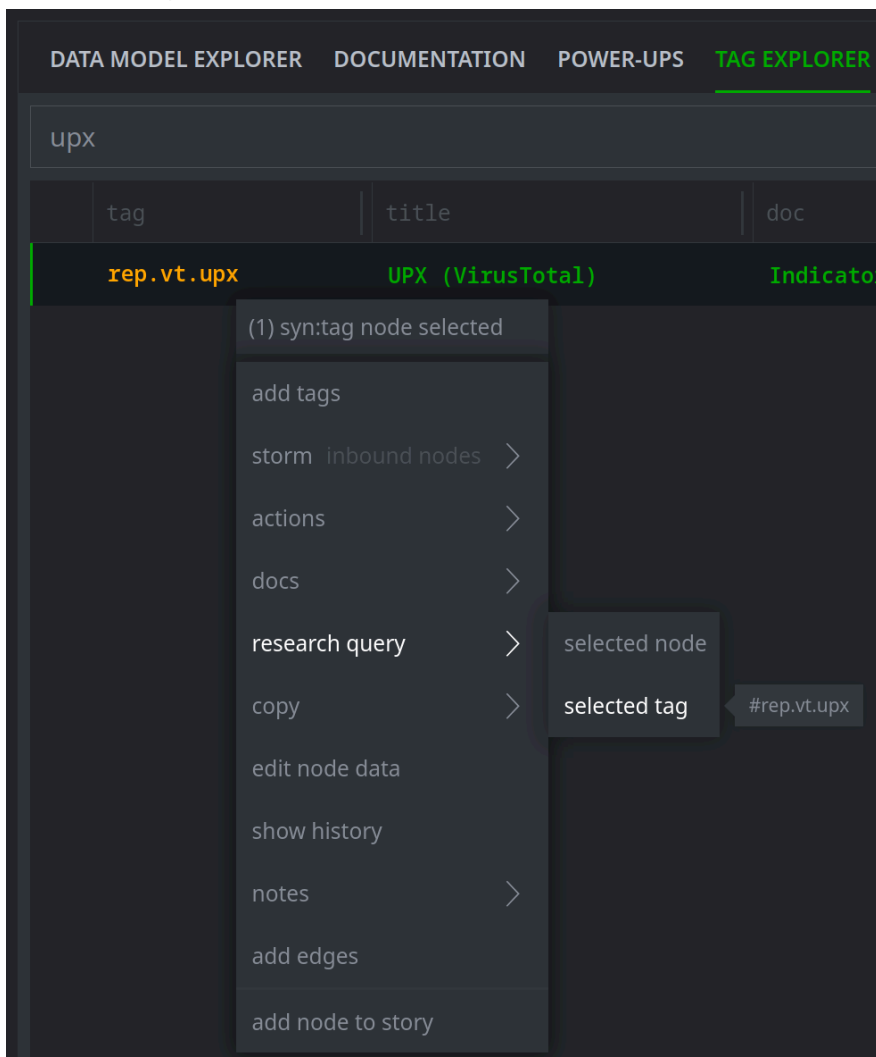 DATA MODEL EXPLORER DOCUMENTATION POWER-UPS TAG EXPLORER
upx
tag title doc
rep.vt.upx UPX (VirusTotal) Indicato
(1) syn:tag node selected
add tags
storm inbound nodes
actions
docs
research query selected node
copy selected tag #rep.vt.upx
edit node data
show history
notes
add edges
add node to story